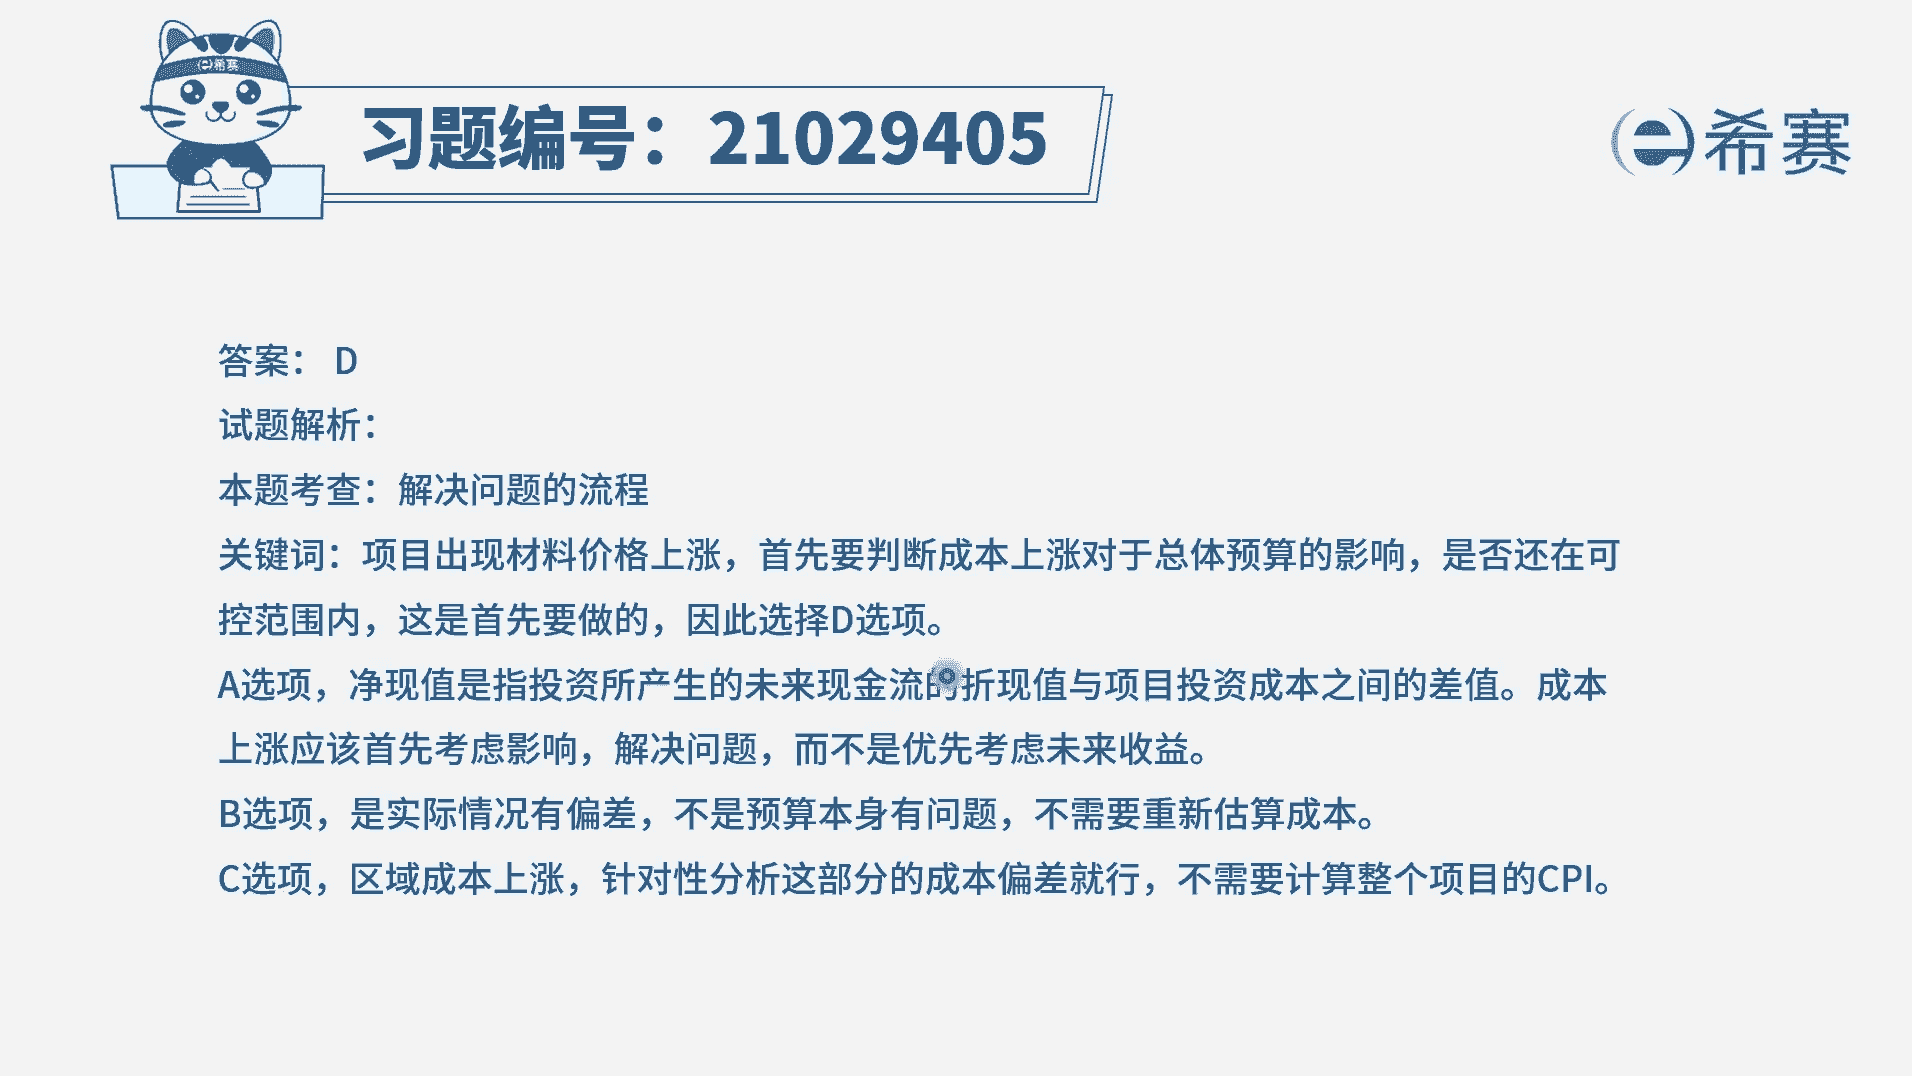 e希赛
习题编号：21029405
e希赛
答案： D
试题解析：
本题考查：解决问题的流程
关键词：项目出现材料价格上涨，首先要判断成本上涨对于总体预算的影响，是否还在可
控范围内，这是首先要做的，因此选择D选项。
A选项，净现值是指投资所产生的未来现金流的折现值与项目投资成本之间的差值。成本
上涨应该首先考虑影响，解决问题，而不是优先考虑未来收益。
B选项，是实际情况有偏差，不是预算本身有问题，不需要重新估算成本。
C选项，区域成本上涨，针对性分析这部分的成本偏差就行，不需要计算整个项目的CPI。